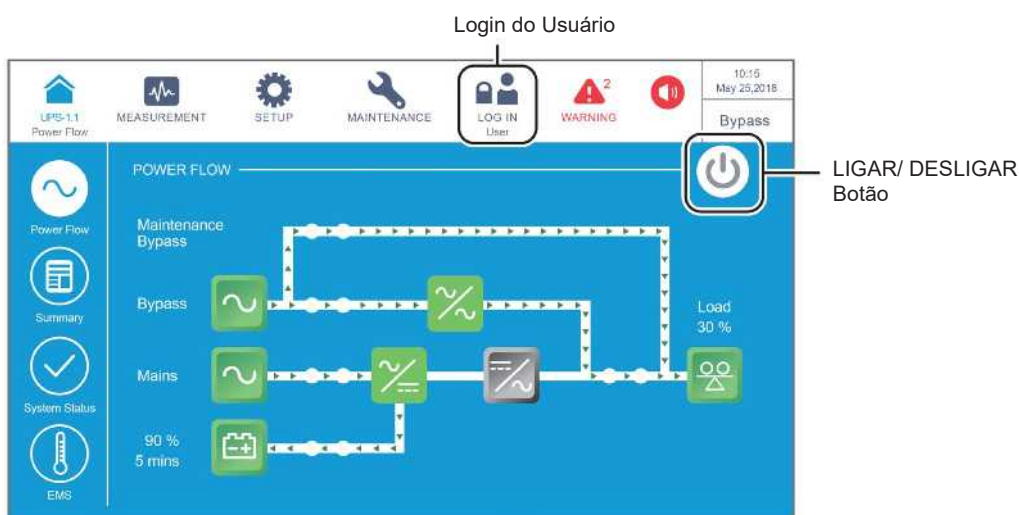 Login do Usuário
UPS-1.1
Power Flow
MEASUREMENT
SETUP
MAINTENANCE
LOG IN
User
2
WARNING
10:15
May 25,2018
Bypass
LIGAR/ DESLIGAR
Botão
POWER FLOW
Power Flow
Summary
System Status
EMS
Maintenance
Bypass
Bypass
Mains
90 %
5 mins
Load
30 %